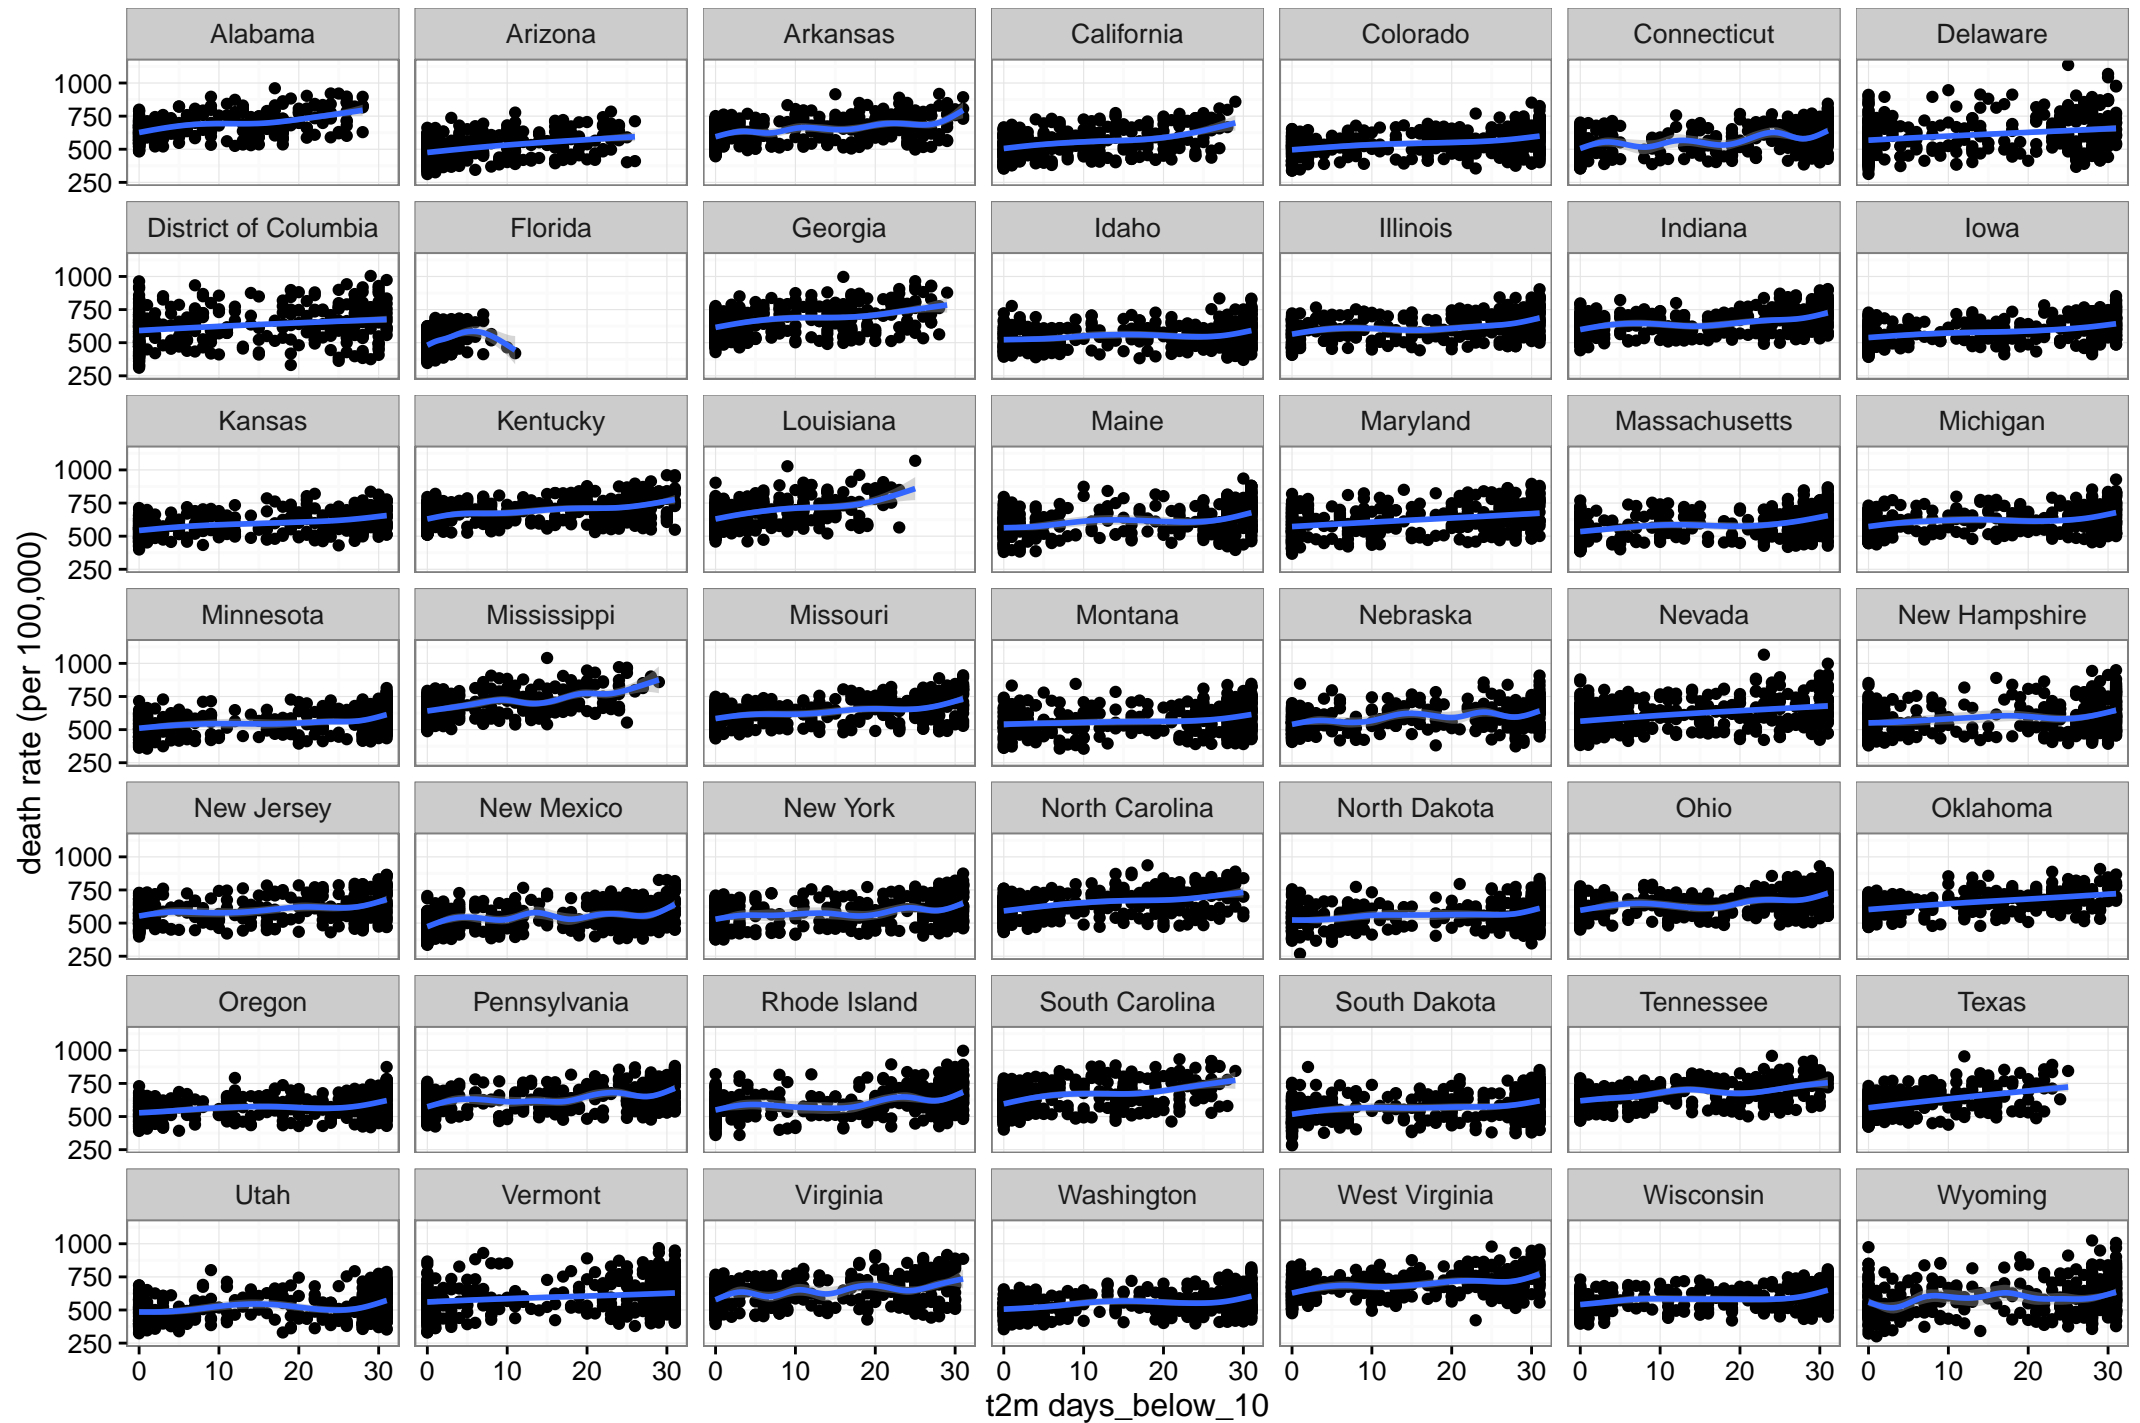 Alabama Arizona Arkansas California Colorado Connecticut Delaware
1000
750
500
250
District of Columbia Florida Georgia Idaho Illinois Indiana Iowa
1000
750
500
250
Kansas Kentucky Louisiana Maine Maryland Massachusetts Michigan
1000
750
500
250
death rate (per 100,000)
Minnesota Mississippi Missouri Montana Nebraska Nevada New Hampshire
1000
750
500
250
New Jersey New Mexico New York North Carolina North Dakota Ohio Oklahoma
1000
750
500
250
Oregon Pennsylvania Rhode Island South Carolina South Dakota Tennessee Texas
1000
750
500
250
Utah Vermont Virginia Washington West Virginia Wisconsin Wyoming
1000
750
500
250
0 10 20 30 0 10 20 30 0 10 20 30 0 10 20 30 0 10 20 30 0 10 20 30 0 10 20 30
t2m days_below_10